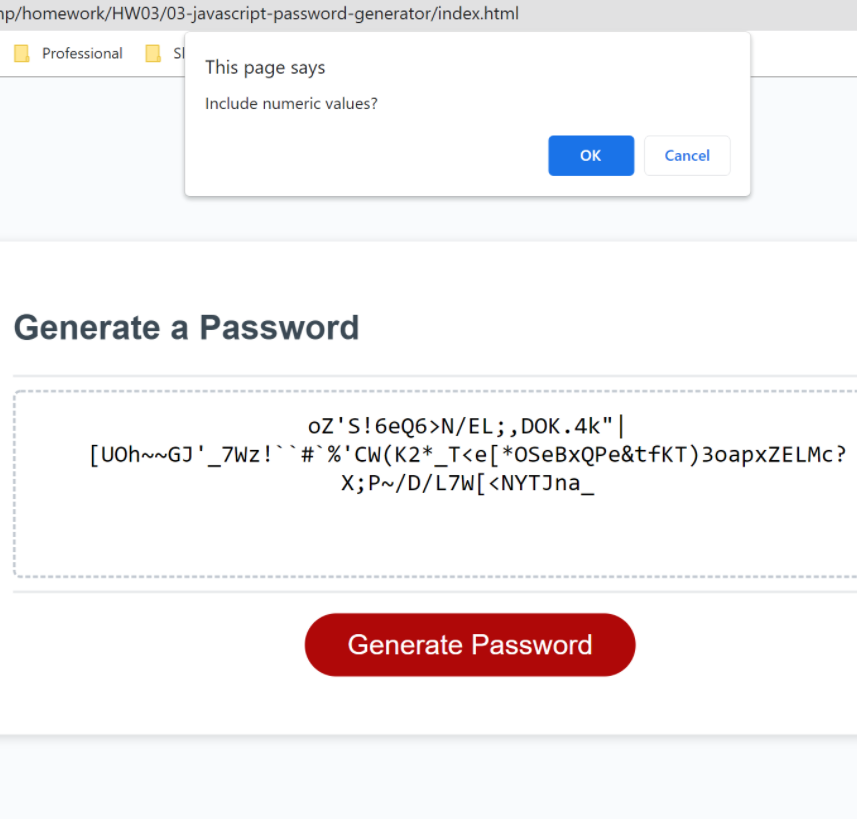 np/homework/HW03/03-javascript-password-generator/index.html
Professional
This page says
Include numeric values?
OK
Cancel
Generate a Password
oZ'S!6eQ6>N/EL;,DOK.4k"|
[UOh~~GJ'_7Wz!``#`%'CW(K2*_T<e[*OSeBxQPe&tfKT)3oapxZELMc?
X;P~/D/L7W[<NYTJna_
Generate Password